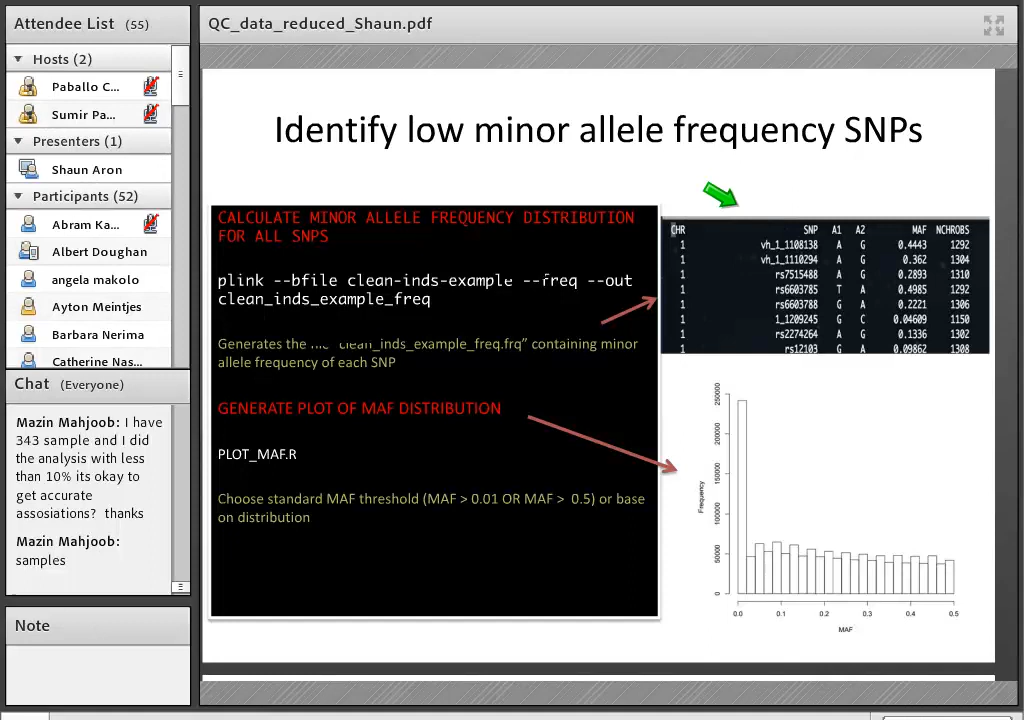 Attendee List (55)
Hosts (2)
Paballo C...
Sumir Pa...
Presenters (1)
Shaun Aron
Participants (52)
Abram Ka...
Albert Doughan
angela makolo
Ayton Meintjes
Barbara Nerima
Catherine Nas...
Chat (Everyone)
Mazin Mahjoob: I have
343 sample and I did
the analysis with less
than 10% its okay to
get accurate
assosiations? thanks
Mazin Mahjoob:
samples
Note
QC_data_reduced_Shaun.pdf
Identify low minor allele frequency SNPs
CALCULATE MINOR ALLELE FREQUENCY DISTRIBUTION
FOR ALL SNPS
plink --bfile clean-inds-example --freq --out
clean_inds_example_freq
Generates the clean_inds_example_freq.frq” containing minor
allele frequency of each SNP
GENERATE PLOT OF MAF DISTRIBUTION
PLOT_MAF.R
Choose standard MAF threshold (MAF > 0.01 OR MAF > 0.5) or base
on distribution
CHR SNP A1 A2 MAF NCHROBS
1 vh_1_1108138 A G 0.4443 1292
1 vh_1_1110294 A G 0.362 1304
1 rs7515488 A G 0.2893 1310
1 rs6603785 T A 0.4985 1292
1 rs6603788 G A 0.2221 1306
1 1_1209245 G C 0.04609 1150
1 rs2274264 A G 0.1336 1302
1 rs12103 G A 0.09862 1308
Frequency
250000
200000
150000
100000
50000
0
0.0 0.1 0.2 0.3 0.4 0.5
MAF